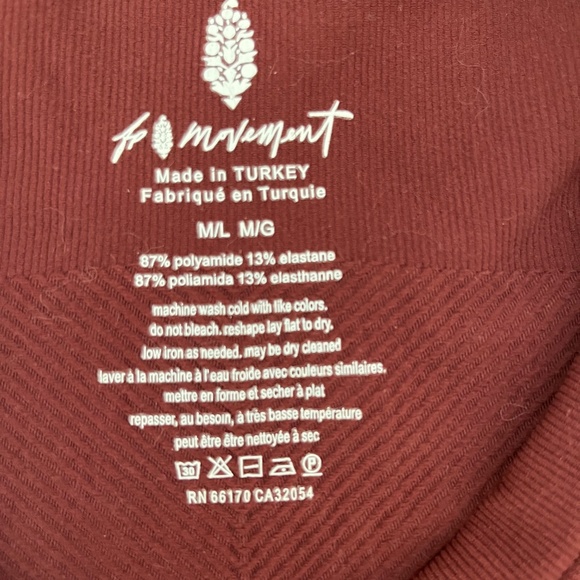 fp movement
Made in TURKEY
Fabriqué en Turquie
M/L M/G
87% polyamide 13% elastane
87% poliamida 13% elasthanne
machine wash cold with like colors.
do not bleach. reshape lay flat to dry.
low iron as needed. may be dry cleaned
laver à la machine à l'eau froide avec couleurs similaires.
mettre en forme et secher à plat
repasser, au besoin, à très basse température
peut être être nettoyée à sec
30 P
RN 66170 CA32054